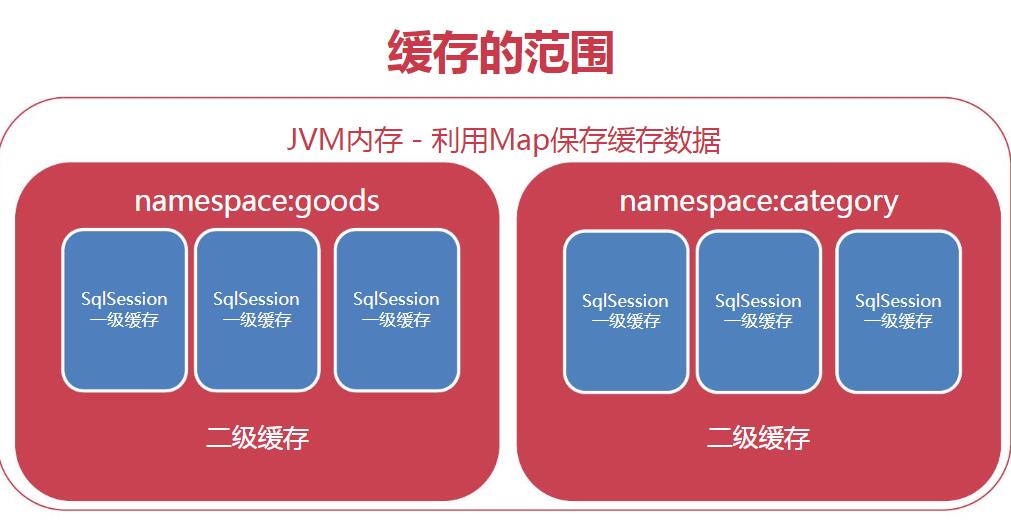 缓存的范围
JVM内存 - 利用Map保存缓存数据
namespace:goods
SqlSession
一级缓存
SqlSession
一级缓存
SqlSession
一级缓存
二级缓存
namespace:category
SqlSession
一级缓存
SqlSession
一级缓存
SqlSession
一级缓存
二级缓存